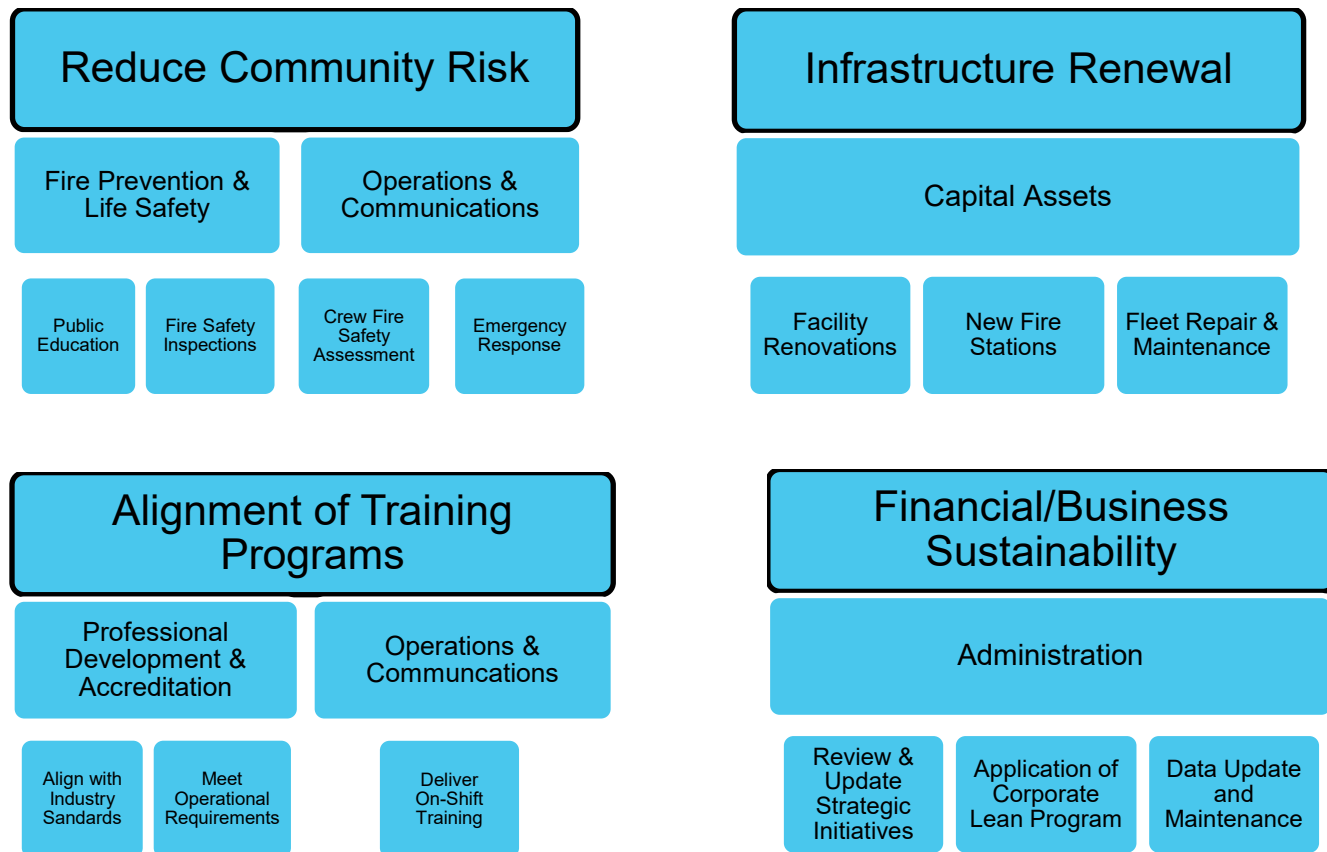 Reduce Community Risk
Fire Prevention &
Life Safety
Operations &
Communications
Public
Education
Fire Safety
Inspections
Crew Fire
Safety
Assessment
Emergency
Response
Infrastructure Renewal
Capital Assets
Facility
Renovations
New Fire
Stations
Fleet Repair &
Maintenance
Alignment of Training
Programs
Professional
Development &
Accreditation
Operations &
Communcations
Align with
Industry
Sandards
Meet
Operational
Requirements
Deliver
On-Shift
Training
Financial/Business
Sustainability
Administration
Review &
Update
Strategic
Initiatives
Application of
Corporate
Lean Program
Data Update
and
Maintenance